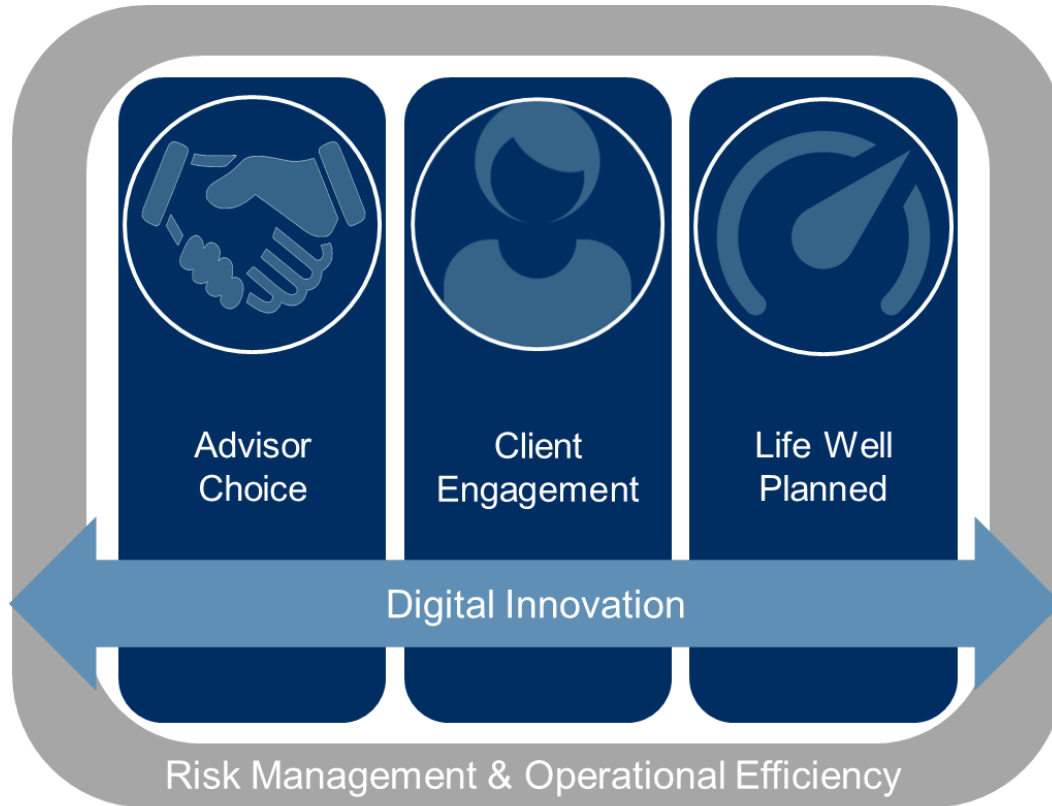 Advisor
Choice
Client
Engagement
Life Well
Planned
Digital Innovation
Risk Management & Operational Efficiency